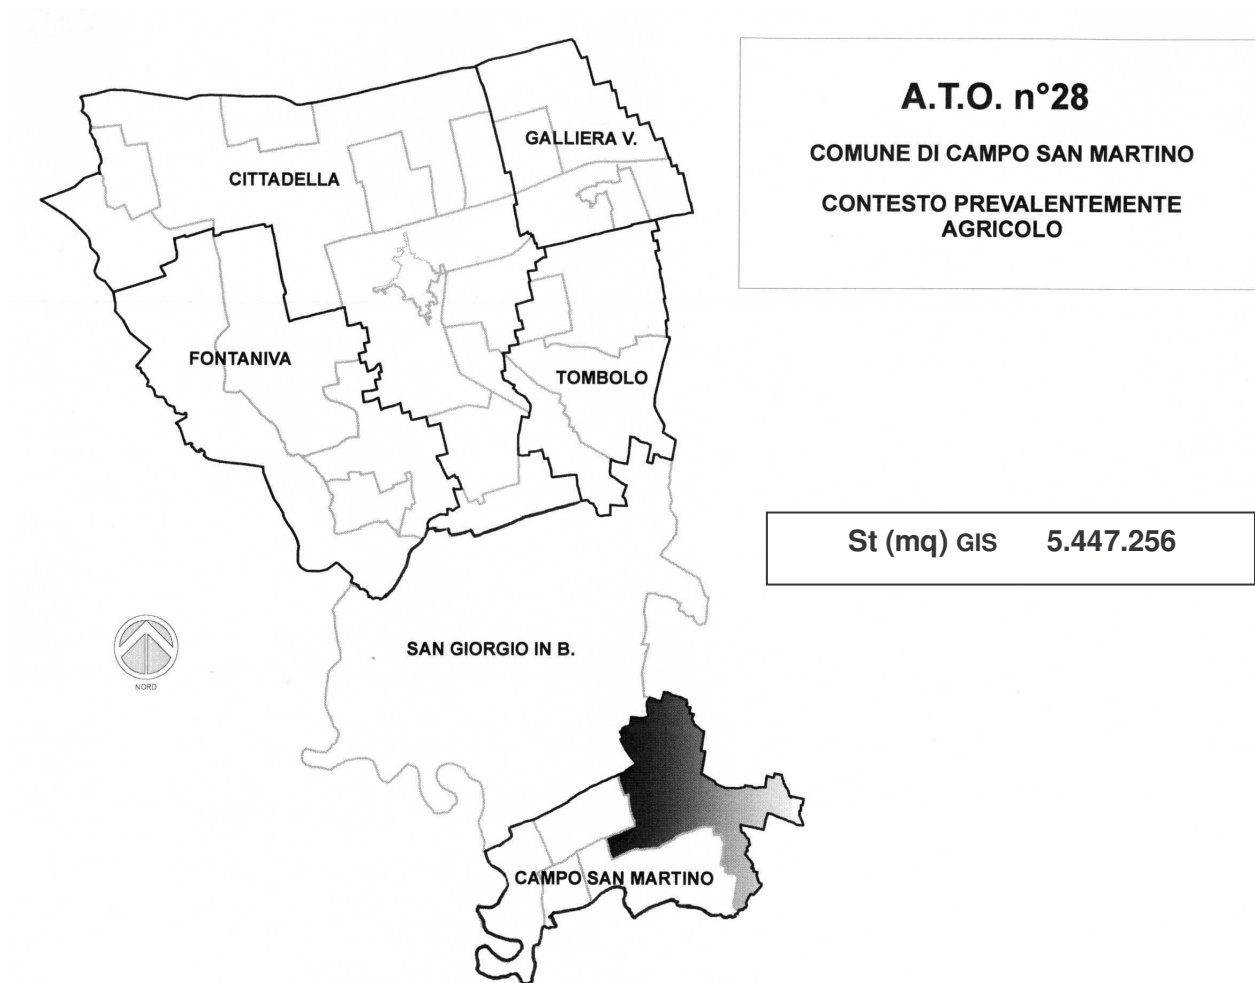 A.T.O. n°28
COMUNE DI CAMPO SAN MARTINO
CONTESTO PREVALENTEMENTE
AGRICOLO
GALLIERA V.
CITTADELLA
FONTANIVA
TOMBOLO
St (mq) GIS 5.447.256
SAN GIORGIO IN B.
NORD
CAMPO SAN MARTINO